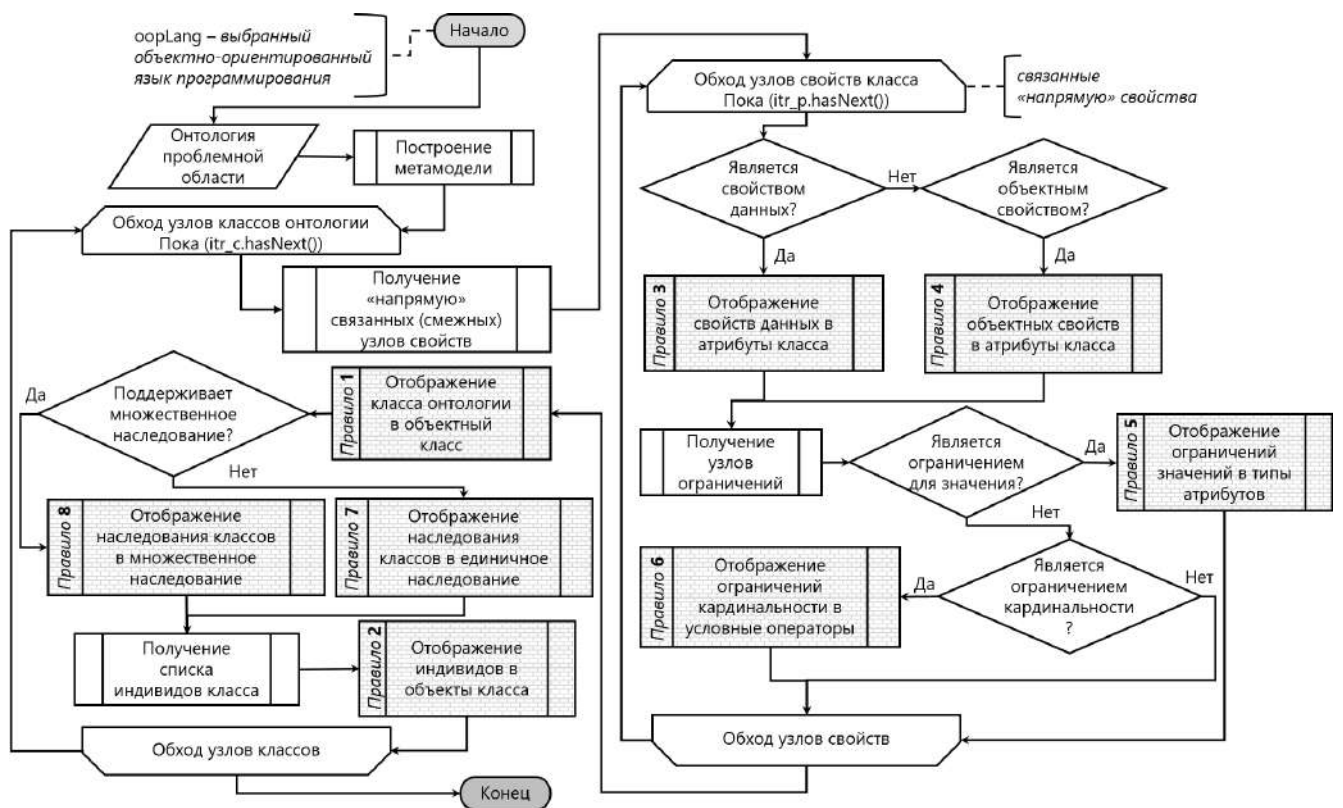 oopLang – выбранный
объектно-ориентированный
язык программирования
Начало
Онтология
проблемной
области
Построение
метамодели
Обход узлов классов онтологии
Пока (itr_c.hasNext())
Получение
«напрямую»
связанных (смежных)
узлов свойств
Обход узлов свойств класса
Пока (itr_p.hasNext())
связанные
«напрямую» свойства
Является
свойством
данных?
Нет
Является
объектным
свойством?
Да
Да
Правило 3
Отображение
свойств данных в
атрибуты класса
Правило 4
Отображение
объектных свойств
в атрибуты класса
Получение
узлов
ограничений
Является
ограничением
для значения?
Да
Правило 5
Отображение
ограничений
значений в типы
атрибутов
Нет
Является
ограничением
кардинальности
?
Нет
Да
Правило 6
Отображение
ограничений
кардинальности в
условные операторы
Обход узлов свойств
Правило 1
Отображение
класса онтологии
в объектный
класс
Поддерживает
множественное
наследование?
Да
Нет
Правило 8
Отображение
наследования классов
в множественное
наследование
Правило 7
Отображение
наследования
классов в единичное
наследование
Получение
списка
индивидов класса
Правило 2
Отображение
индивидов в
объекты класса
Обход узлов классов
Конец